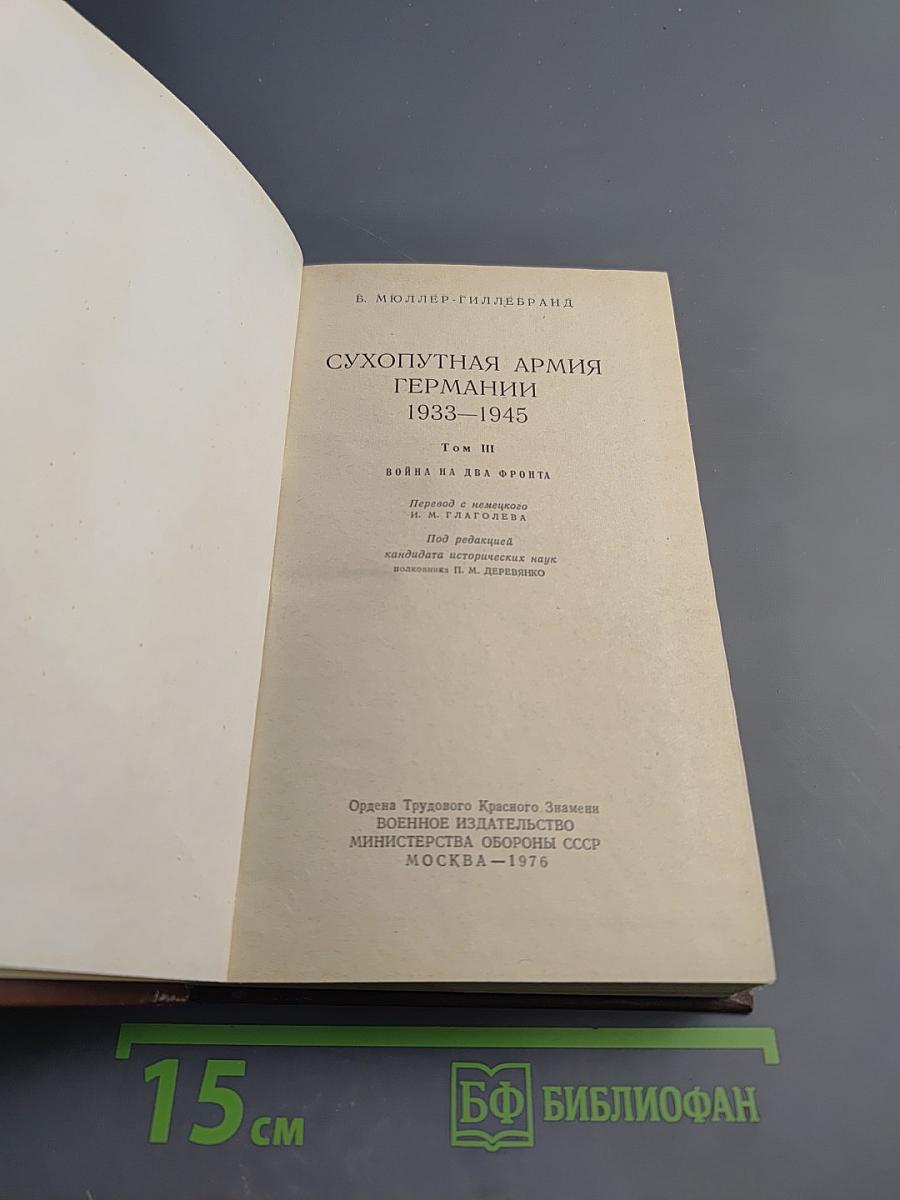 Б. МЮЛЛЕР-ГИЛЛЕБРАНД
СУХОПУТНАЯ АРМИЯ
ГЕРМАНИИ
1933—1945
Том III
ВОЙНА НА ДВА ФРОНТА
Перевод с немецкого
И. М. ГЛАГОЛЕВА
Под редакцией
кандидата исторических наук
полковника П. М. ДЕРЕВЯНКО
Ордена Трудового Красного Знамени
ВОЕННОЕ ИЗДАТЕЛЬСТВО
МИНИСТЕРСТВА ОБОРОНЫ СССР
МОСКВА—1976
15 см
БФ БИБЛИОФАН